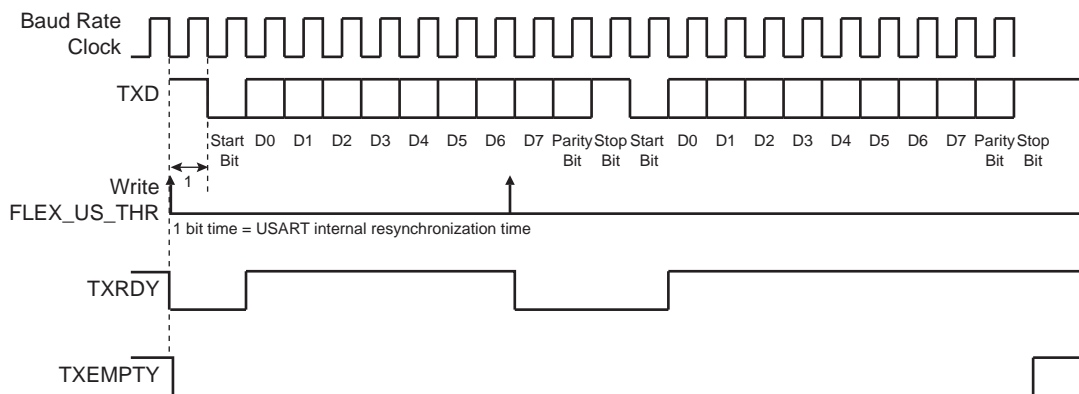 Baud Rate
Clock
TXD
Start D0 D1 D2 D3 D4 D5 D6 D7 Parity Stop Start D0 D1 D2 D3 D4 D5 D6 D7 Parity Stop
Bit Bit Bit Bit Bit Bit
1
Write
FLEX_US_THR
1 bit time = USART internal resynchronization time
TXRDY
TXEMPTY